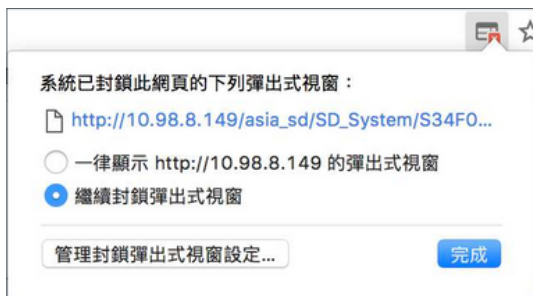 系統已封鎖此網頁的下列彈出式視窗：
http://10.98.8.149/asia_sd/SD_System/S34F0...
一律顯示 http://10.98.8.149 的彈出式視窗
繼續封鎖彈出式視窗
管理封鎖彈出式視窗設定...
完成